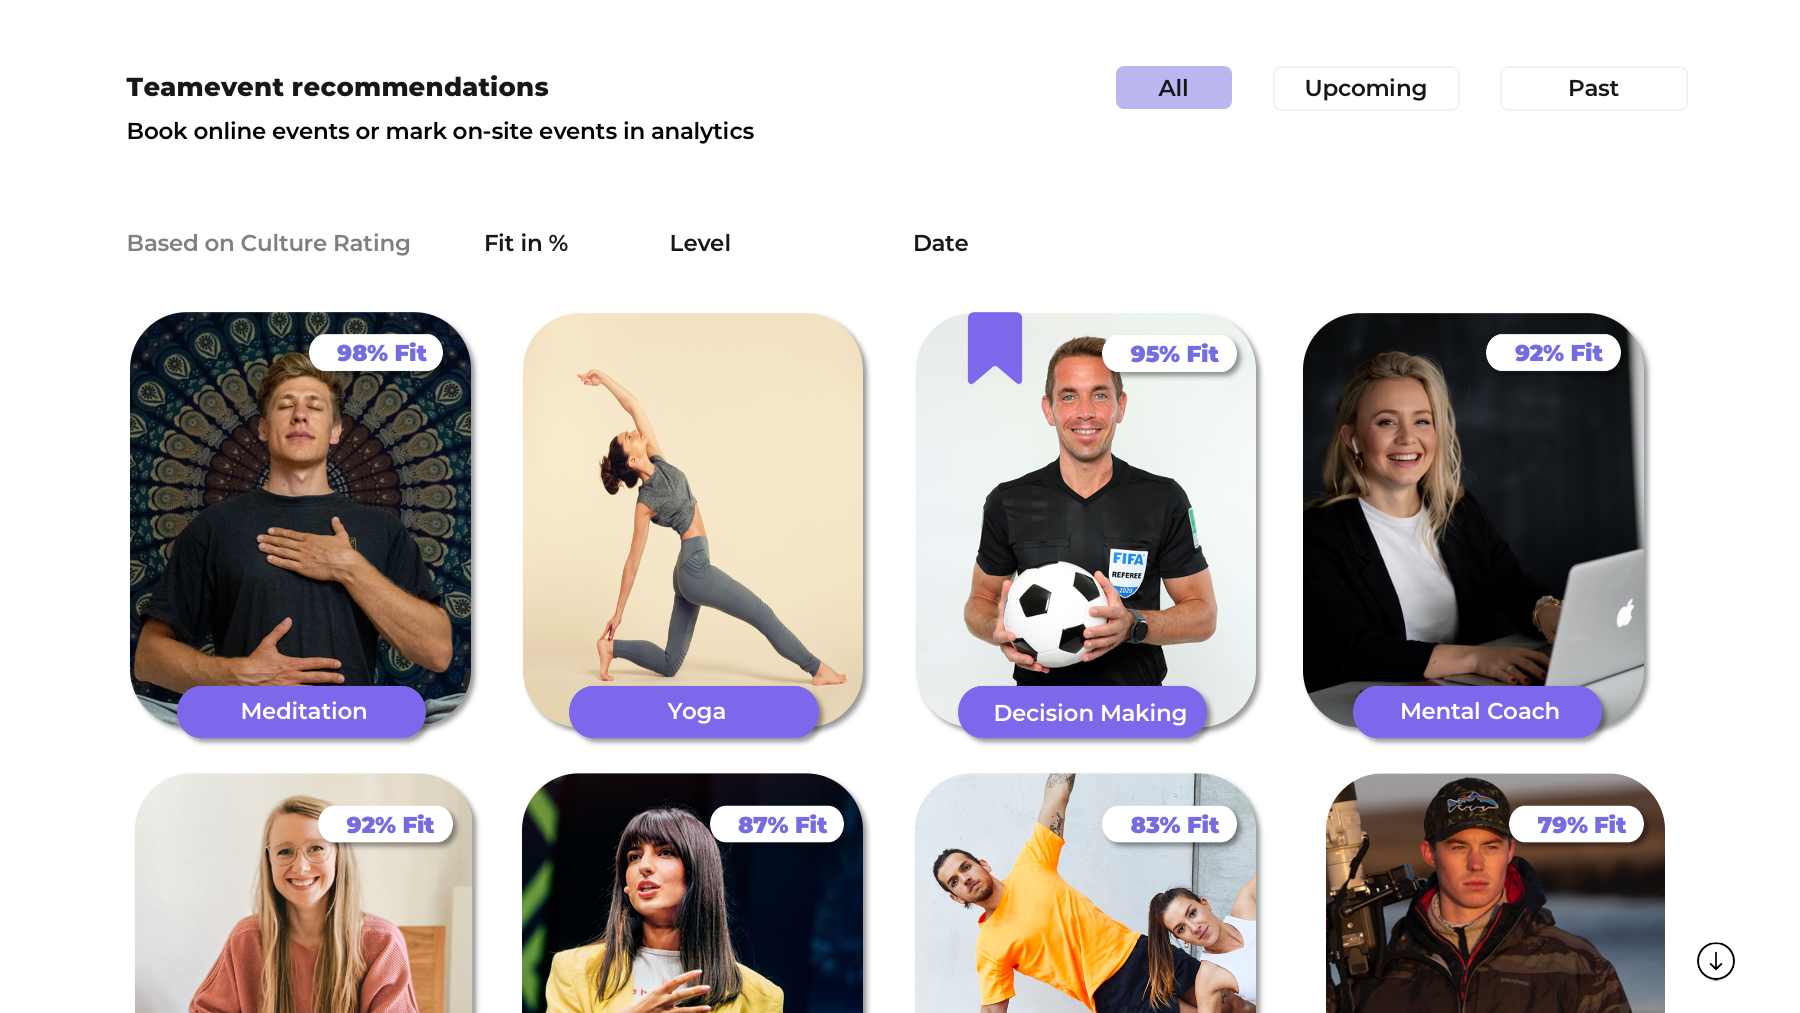 Teamevent recommendations
Book online events or mark on-site events in analytics
All
Upcoming
Past
Based on Culture Rating
Fit in %
Level
Date
98% Fit
95% Fit
92% Fit
FIFA
REFEREE
2020
Meditation
Yoga
Decision Making
Mental Coach
92% Fit
87% Fit
83% Fit
79% Fit
patagonia